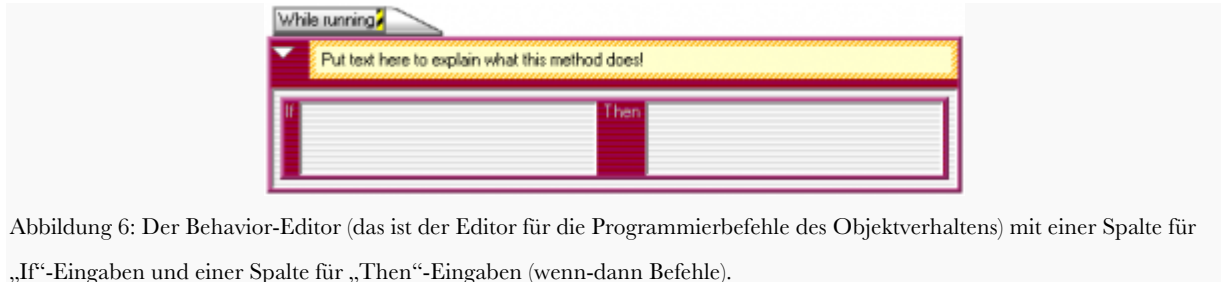 While running
Put text here to explain what this method does!
If Then
Abbildung 6: Der Behavior-Editor (das ist der Editor für die Programmierbefehle des Objektverhaltens) mit einer Spalte für
„If“-Eingaben und einer Spalte für „Then“-Eingaben (wenn-dann Befehle).